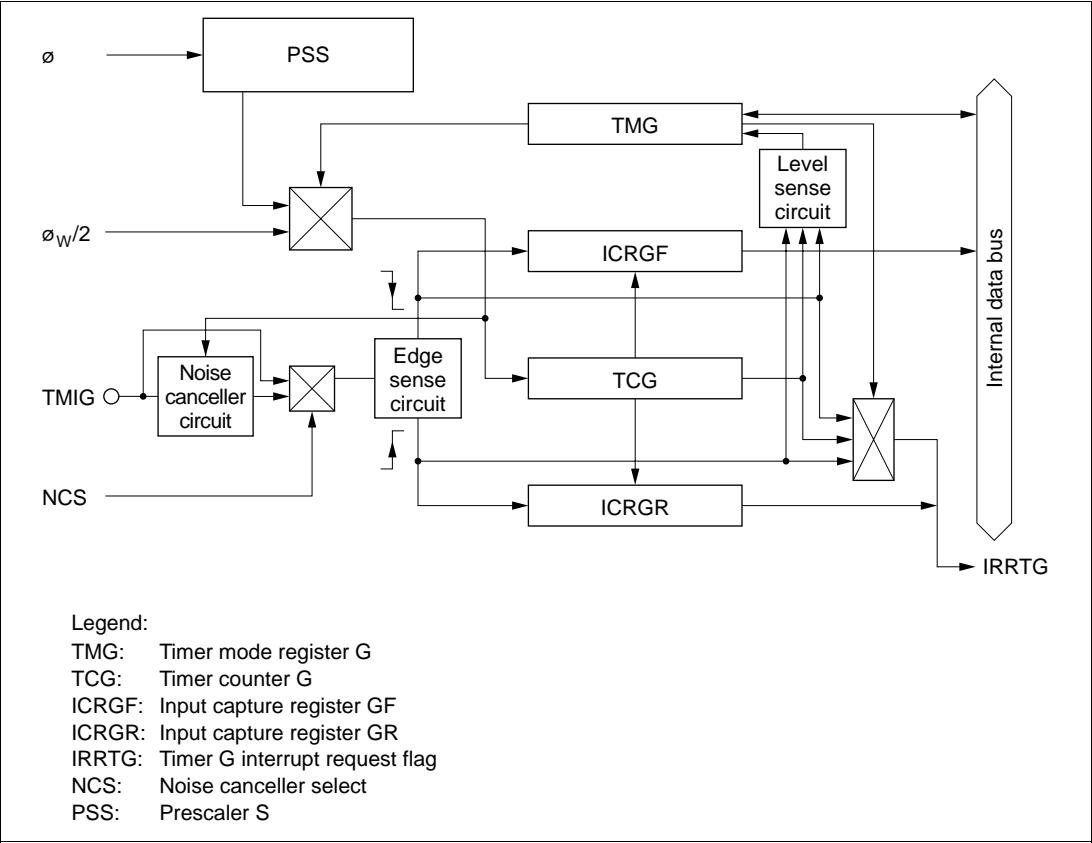 ø
PSS
TMG
Level
sense
circuit
øW/2
ICRGF
Internal data bus
Edge
sense
circuit
TMIG
Noise
canceller
circuit
TCG
NCS
ICRGR
IRRTG
Legend:
TMG: Timer mode register G
TCG: Timer counter G
ICRGF: Input capture register GF
ICRGR: Input capture register GR
IRRTG: Timer G interrupt request flag
NCS: Noise canceller select
PSS: Prescaler S